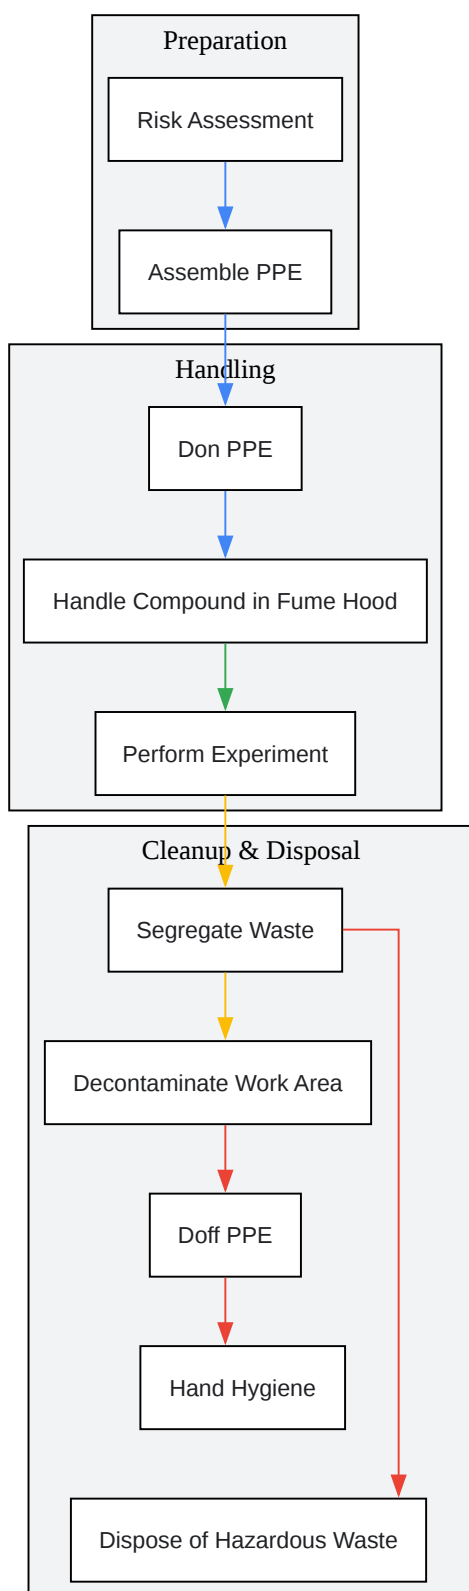 Preparation
Risk Assessment
Assemble PPE
Handling
Don PPE
Handle Compound in Fume Hood
Perform Experiment
Cleanup & Disposal
Segregate Waste
Decontaminate Work Area
Doff PPE
Hand Hygiene
Dispose of Hazardous Waste